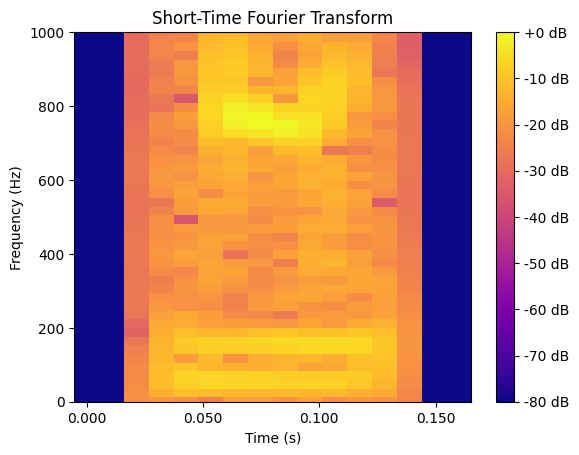 Short-Time Fourier Transform
1000
800
600
400
200
0
Frequency (Hz)
0.000
0.050
0.100
0.150
Time (s)
+0 dB
-10 dB
-20 dB
-30 dB
-40 dB
-50 dB
-60 dB
-70 dB
-80 dB